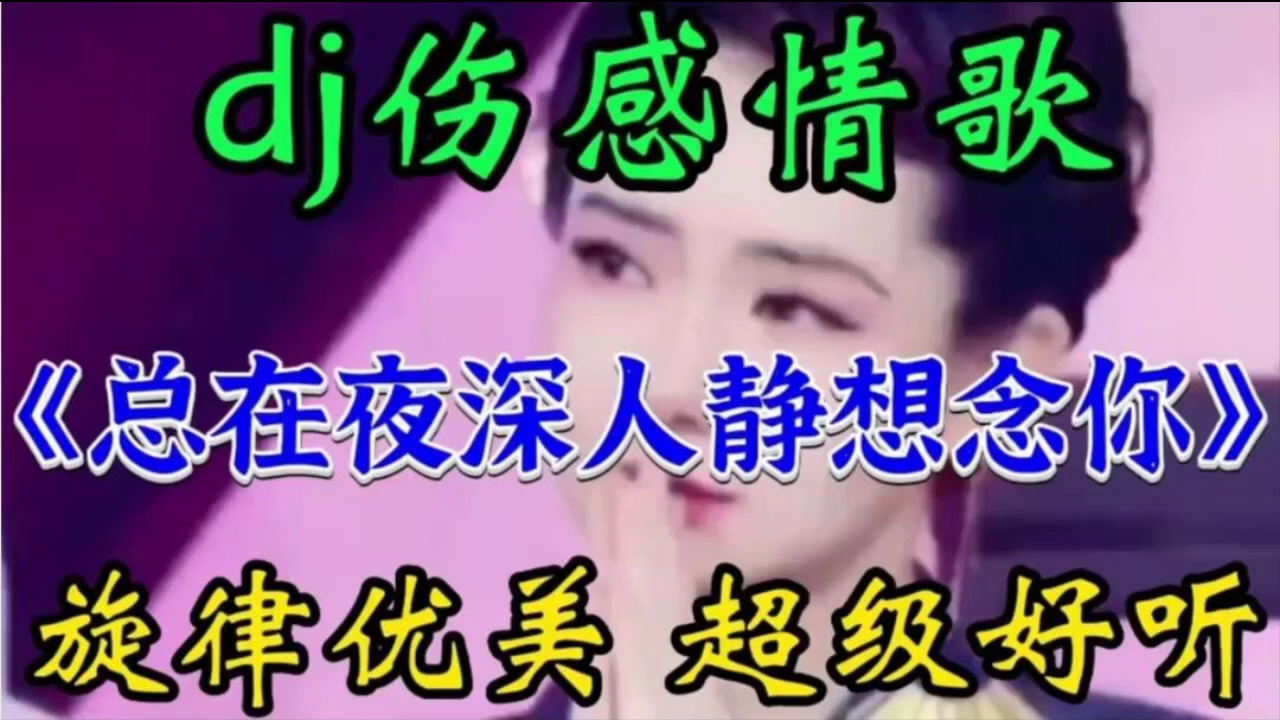 dj伤感情歌
《总在夜深人静想念你》
旋律优美 超级好听